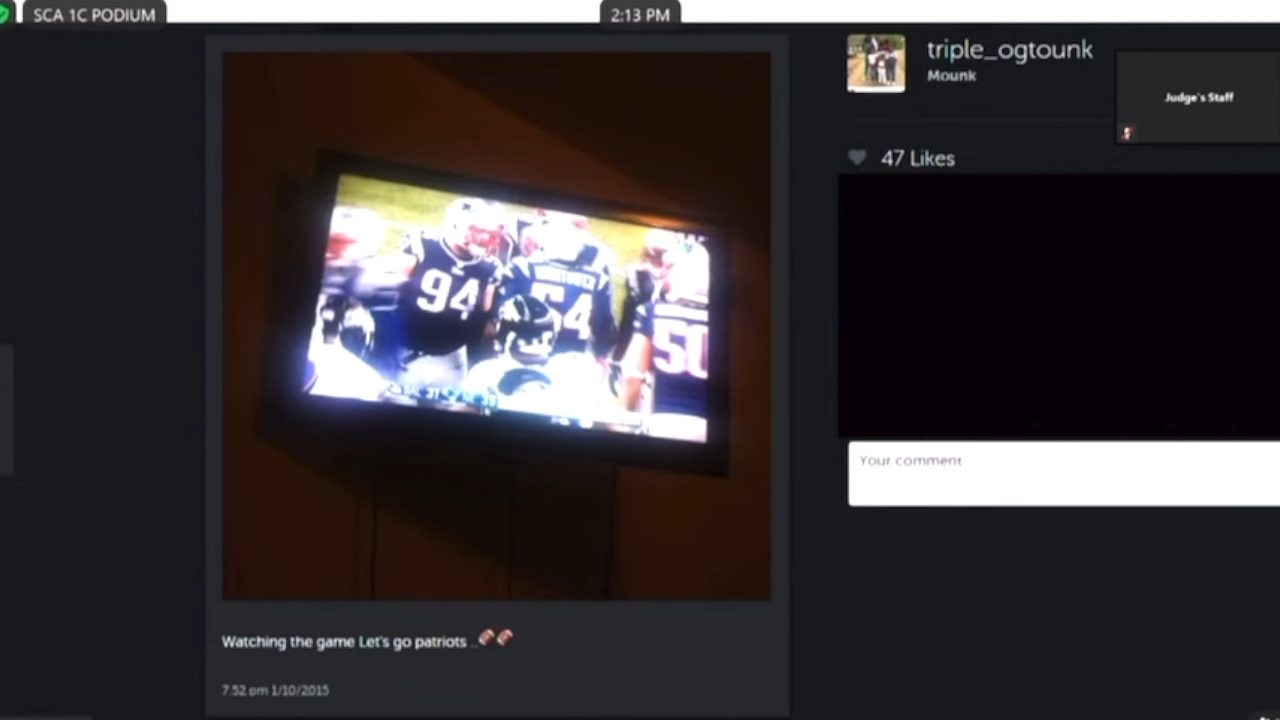 SCA 1C PODIUM
2:13 PM
triple_ogtounk
Mounk
Judge's Staff
47 Likes
94
54
50
Your comment
Watching the game Let's go patriots ..🏈🏈
7:52 pm 1/10/2015